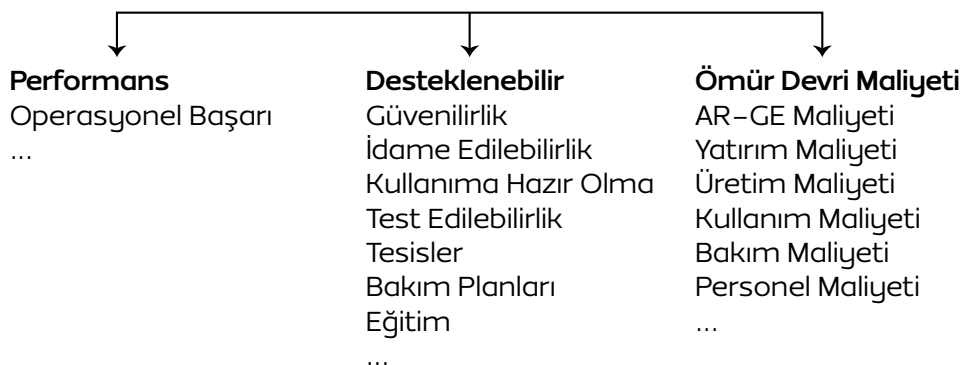 Performans
Operasyonel Başarı
...
Desteklenebilir
Güvenilirlik
İdame Edilebilirlik
Kullanıma Hazır Olma
Test Edilebilirlik
Tesisler
Bakım Planları
Eğitim
...
Ömür Devri Maliyeti
AR-GE Maliyeti
Yatırım Maliyeti
Üretim Maliyeti
Kullanım Maliyeti
Bakım Maliyeti
Personel Maliyeti
...